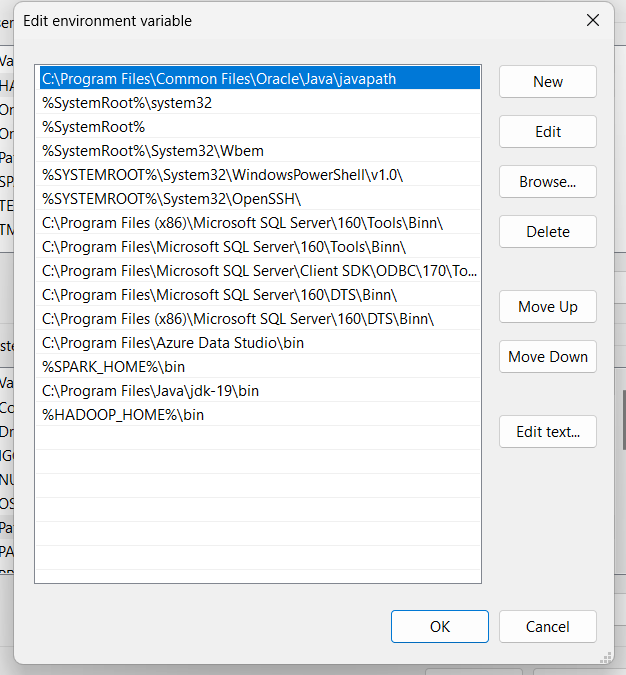 Edit environment variable
C:\Program Files\Common Files\Oracle\Java\javapath
%SystemRoot%\system32
%SystemRoot%
%SystemRoot%\System32\Wbem
%SYSTEMROOT%\System32\WindowsPowerShell\v1.0\
%SYSTEMROOT%\System32\OpenSSH\
C:\Program Files (x86)\Microsoft SQL Server\160\Tools\Binn\
C:\Program Files\Microsoft SQL Server\160\Tools\Binn\
C:\Program Files\Microsoft SQL Server\Client SDK\ODBC\170\To...
C:\Program Files\Microsoft SQL Server\160\DTS\Binn\
C:\Program Files (x86)\Microsoft SQL Server\160\DTS\Binn\
C:\Program Files\Azure Data Studio\bin
%SPARK_HOME%\bin
C:\Program Files\Java\jdk-19\bin
%HADOOP_HOME%\bin
New
Edit
Browse...
Delete
Move Up
Move Down
Edit text...
OK
Cancel